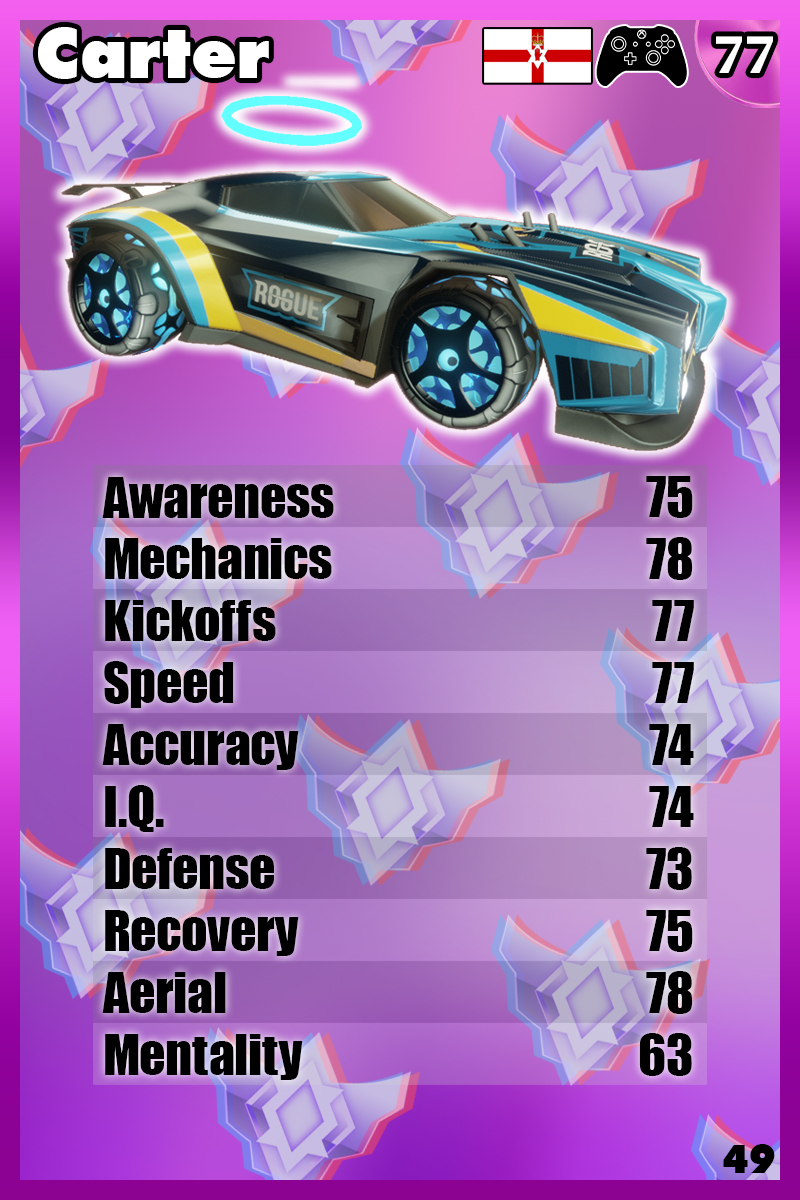 Carter 77
ROGUE
Awareness 75
Mechanics 78
Kickoffs 77
Speed 77
Accuracy 74
I.Q. 74
Defense 73
Recovery 75
Aerial 78
Mentality 63
49